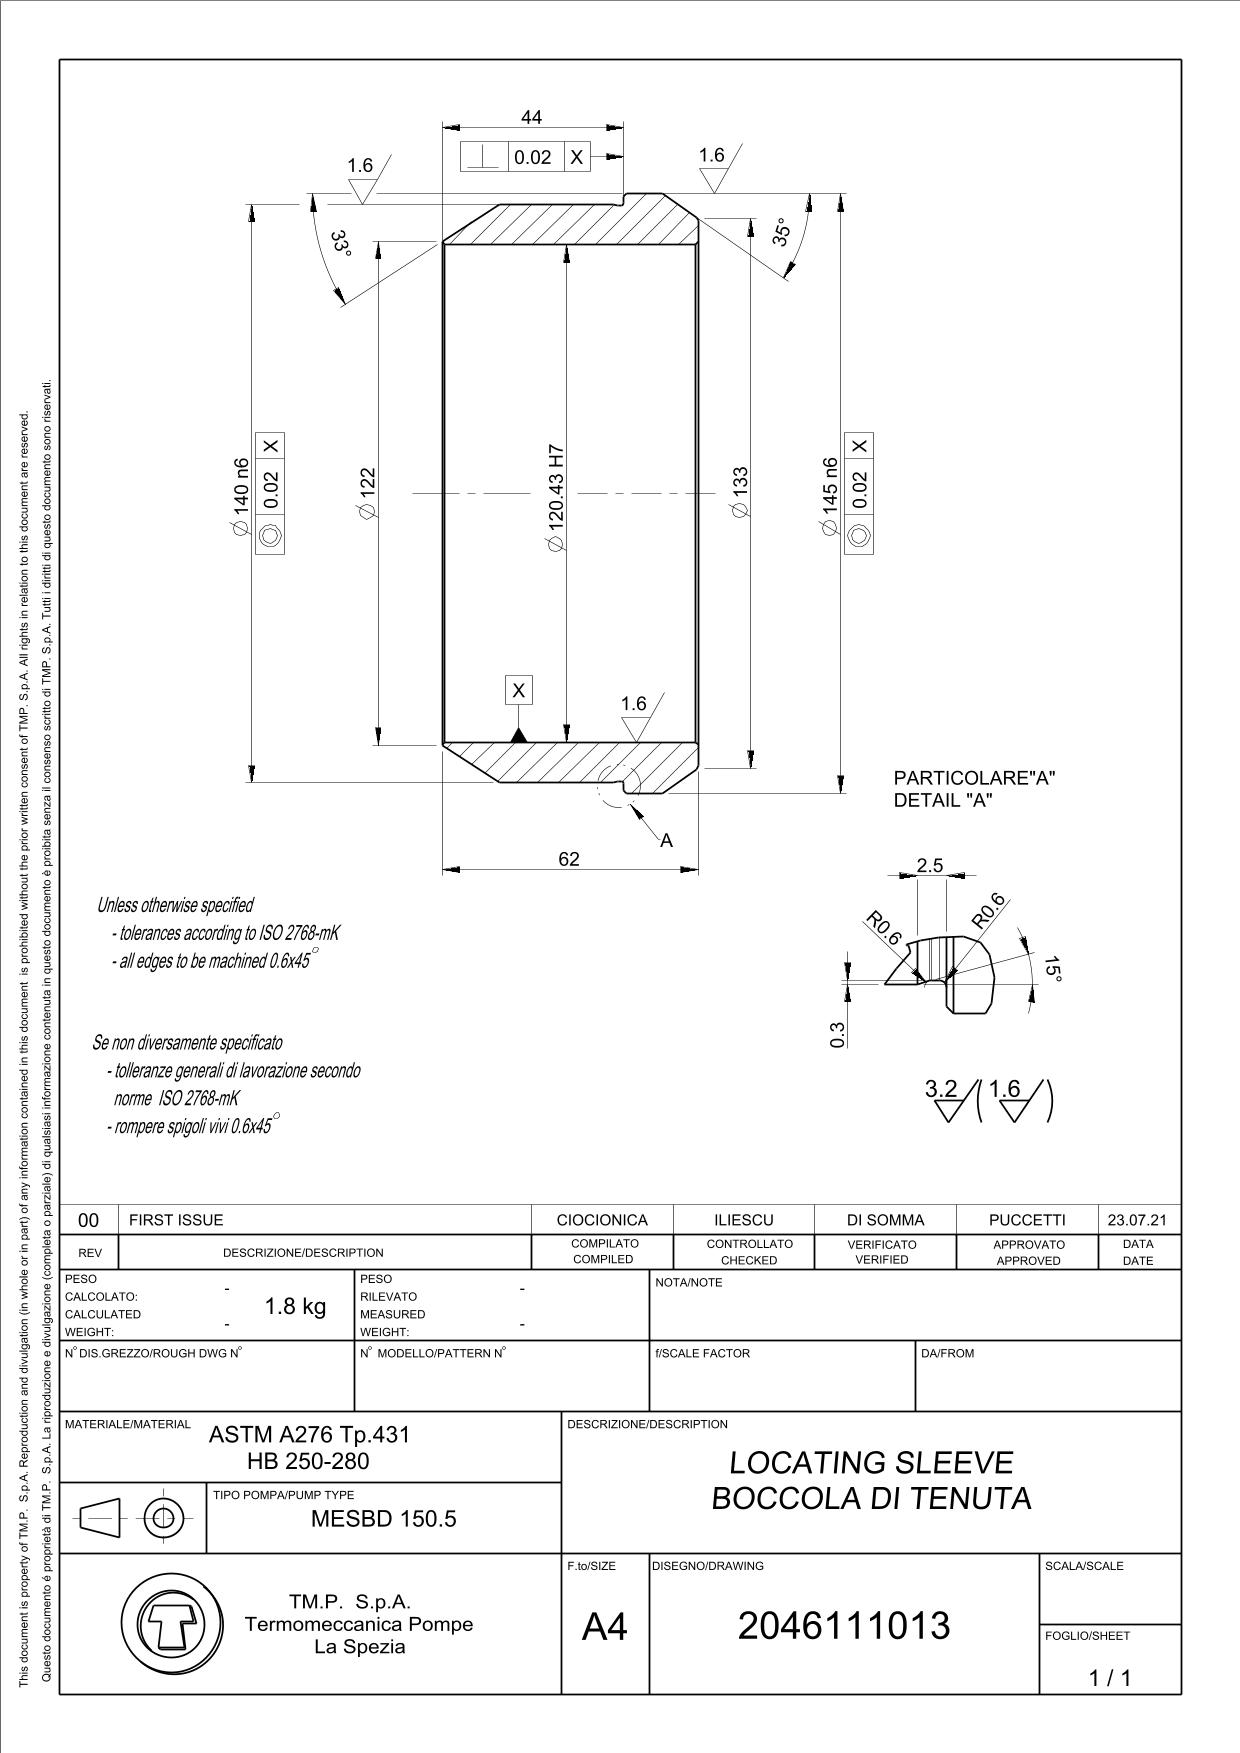 44
0.02 X
1.6
1.6
33°
35°
⌀140 n6
0.02 X
⌀122
⌀120.43 H7
⌀133
⌀145 n6
0.02 X
X
1.6
A
62
PARTICOLARE"A"
DETAIL "A"
2.5
R0.6
R0.6
15°
0.3
3.2 ( 1.6 )
Unless otherwise specified
- tolerances according to ISO 2768-mK
- all edges to be machined 0.6x45°
Se non diversamente specificato
- tolleranze generali di lavorazione secondo
norme ISO 2768-mK
- rompere spigoli vivi 0.6x45°
This document is property of TM.P. S.p.A. Reproduction and divulgation (in whole or in part) of any information contained in this document is prohibited without the prior written consent of TMP. S.p.A. All rights in relation to this document are reserved.
Questo documento è proprietà di TM.P. S.p.A. La riproduzione e divulgazione (completa o parziale) di qualsiasi informazione contenuta in questo documento è proibita senza il consenso scritto di TMP. S.p.A. Tutti i diritti di questo documento sono riservati.
00 FIRST ISSUE CIOCIONICA ILIESCU DI SOMMA PUCCETTI 23.07.21
REV DESCRIZIONE/DESCRIPTION
COMPILATO
COMPILED
CONTROLLATO
CHECKED
VERIFICATO
VERIFIED
APPROVATO
APPROVED
DATA
DATE
PESO
CALCOLATO: -
CALCULATED
WEIGHT: -
1.8 kg
PESO
RILEVATO -
MEASURED
WEIGHT: -
NOTA/NOTE
N° DIS.GREZZO/ROUGH DWG N°
N° MODELLO/PATTERN N°
f/SCALE FACTOR
DA/FROM
MATERIALE/MATERIAL
ASTM A276 Tp.431
HB 250-280
DESCRIZIONE/DESCRIPTION
LOCATING SLEEVE
BOCCOLA DI TENUTA
TIPO POMPA/PUMP TYPE
MESBD 150.5
TM.P. S.p.A.
Termomeccanica Pompe
La Spezia
F.to/SIZE
A4
DISEGNO/DRAWING
2046111013
SCALA/SCALE
FOGLIO/SHEET
1 / 1